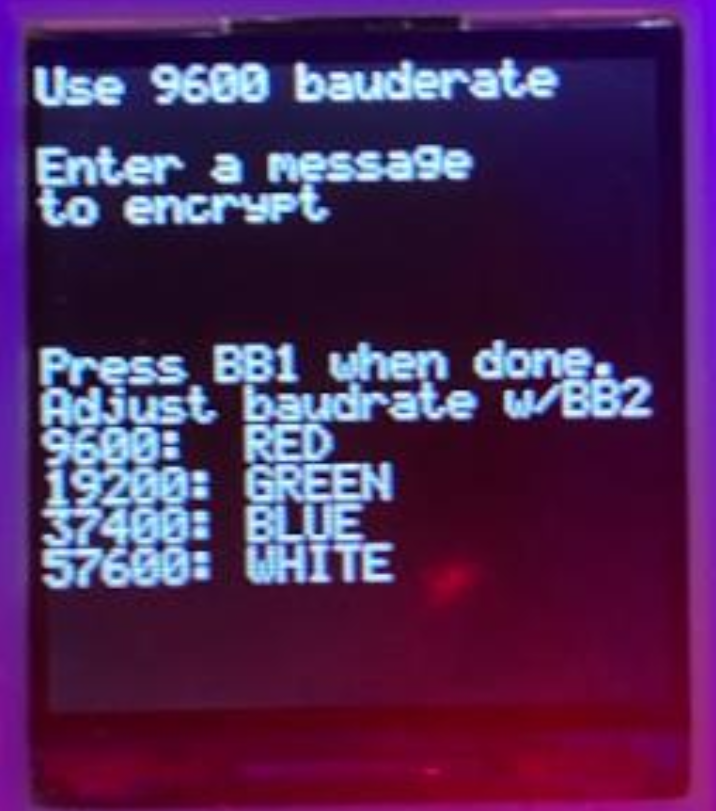 Use 9600 bauderate
Enter a message
to encrypt
Press BB1 when done.
Adjust baudrate w/BB2
9600: RED
19200: GREEN
37400: BLUE
57600: WHITE